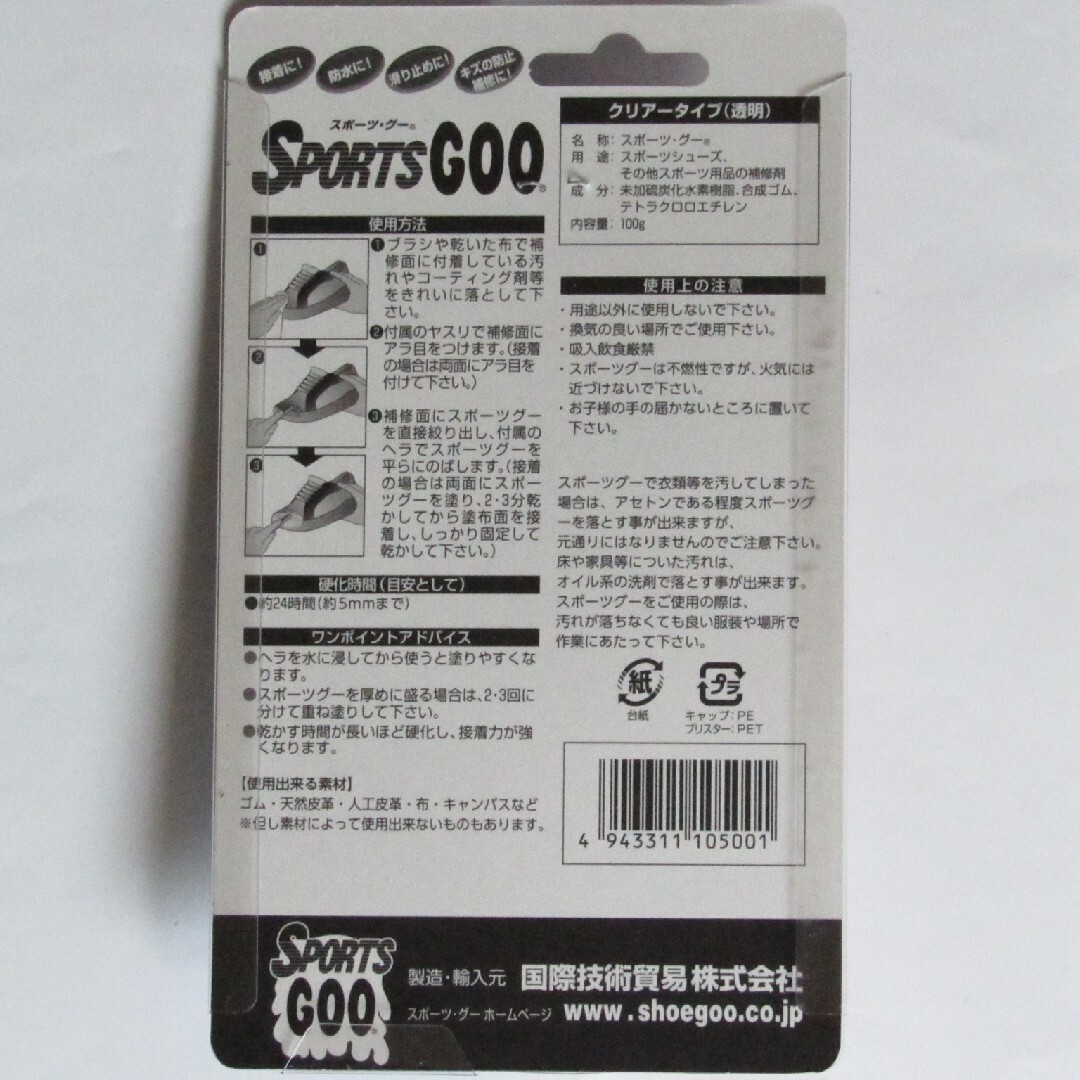 接着に!
防水に!
滑り止めに!
キズの防止
補修に!
スポーツ・グー®
SPORTS GOO®
使用方法
❶ブラシや乾いた布で補
修面に付着している汚
れやコーティング剤等
をきれいに落として下
さい。
❷付属のヤスリで補修面に
アラ目をつけます。(接着
の場合は両面にアラ目を
付けて下さい。)
❸補修面にスポーツグー
を直接絞り出し、付属の
ヘラでスポーツグーを
平らにのばします。(接着
の場合は両面にスポー
ツグーを塗り、2・3分乾
かしてから塗布面を接
着し、しっかり固定して
乾かして下さい。)
❶
❷
❸
硬化時間(目安として)
●約24時間(約5mmまで)
ワンポイントアドバイス
●ヘラを水に浸してから使うと塗りやすくな
ります。
●スポーツグーを厚めに盛る場合は、2・3回に
分けて重ね塗りして下さい。
●乾かす時間が長いほど硬化し、接着力が強
くなります。
【使用出来る素材】
ゴム・天然皮革・人工皮革・布・キャンバスなど
※但し素材によって使用出来ないものもあります。
クリアータイプ(透明)
名 称: スポーツ・グー®
用 途: スポーツシューズ、
その他スポーツ用品の補修剤
成 分: 未加硫炭化水素樹脂、合成ゴム、
テトラクロロエチレン
内容量: 100g
使用上の注意
・用途以外に使用しないで下さい。
・換気の良い場所でご使用下さい。
・吸入飲食厳禁
・スポーツグーは不燃性ですが、火気には
近づけないで下さい。
・お子様の手の届かないところに置いて
下さい。
スポーツグーで衣類等を汚してしまった
場合は、アセトンである程度スポーツグ
ーを落とす事が出来ますが、
元通りにはなりませんのでご注意下さい。
床や家具等についた汚れは、
オイル系の洗剤で落とす事が出来ます。
スポーツグーをご使用の際は、
汚れが落ちなくても良い服装や場所で
作業にあたって下さい。
紙
台紙
プラ
キャップ:PE
ブリスター:PET
4 943311 105001
SPORTS
GOO®
製造・輸入元 国際技術貿易株式会社
スポーツ・グー ホームページ www.shoegoo.co.jp